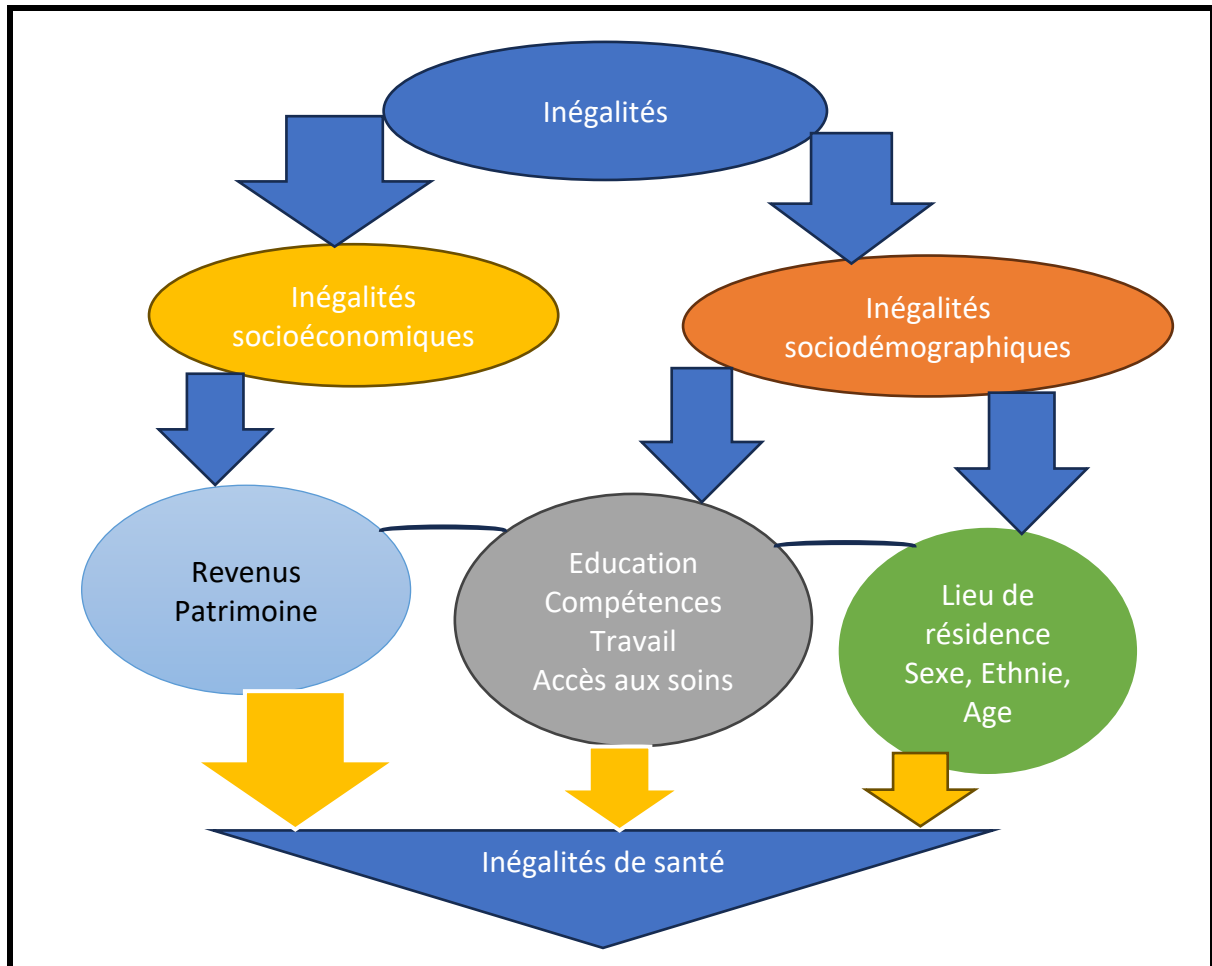 Inégalités
Inégalités
socioéconomiques
Inégalités
sociodémographiques
Revenus
Patrimoine
Education
Compétences
Travail
Accès aux soins
Lieu de
résidence
Sexe, Ethnie,
Age
Inégalités de santé